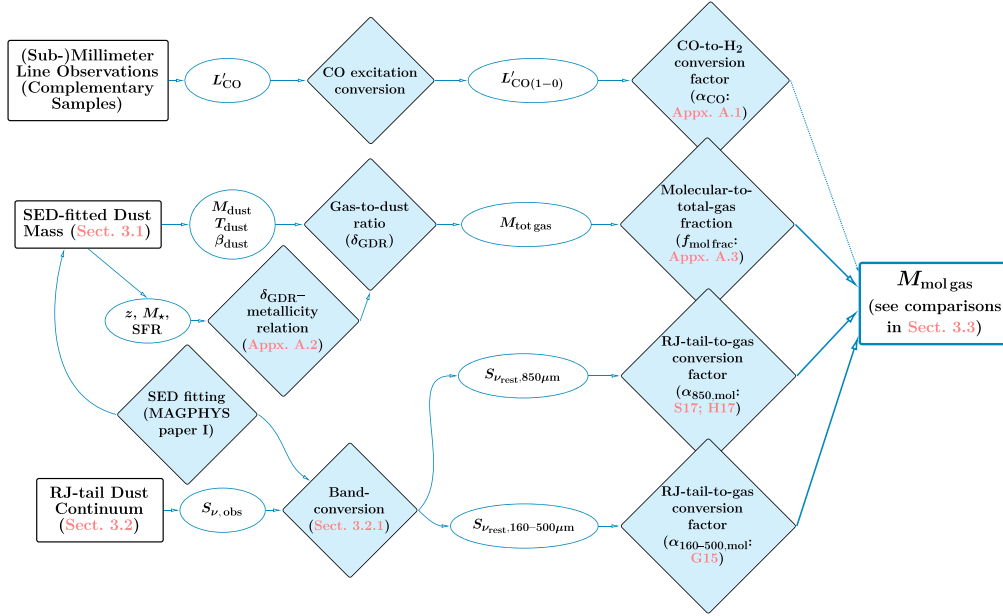 (Sub-)Millimeter
Line Observations
(Complementary
Samples)
L′CO
CO excitation
conversion
L′CO(1−0)
CO-to-H2
conversion
factor
(αCO:
Appx. A.1)
SED-fitted Dust
Mass (Sect. 3.1)
Mdust
Tdust
βdust
Gas-to-dust
ratio
(δGDR)
Mtot gas
Molecular-to-
total-gas
fraction
(fmol frac:
Appx. A.3)
z, M⋆,
SFR
δGDR–
metallicity
relation
(Appx. A.2)
Mmol gas
(see comparisons
in Sect. 3.3)
SED fitting
(MAGPHYS
paper I)
Sνrest,850μm
RJ-tail-to-gas
conversion
factor
(α850,mol:
S17; H17)
RJ-tail Dust
Continuum
(Sect. 3.2)
Sν, obs
Band-
conversion
(Sect. 3.2.1)
Sνrest,160–500μm
RJ-tail-to-gas
conversion
factor
(α160–500,mol:
G15)